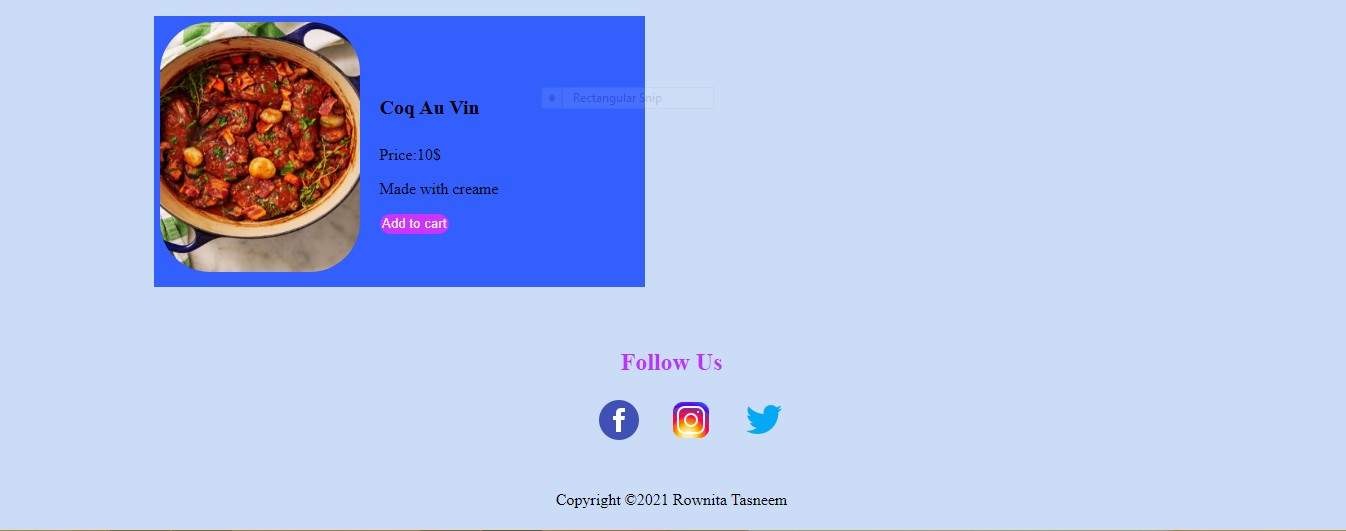 Coq Au Vin
Rectangular Snip
Price:10$
Made with creame
Add to cart
Follow Us
Copyright ©2021 Rownita Tasneem